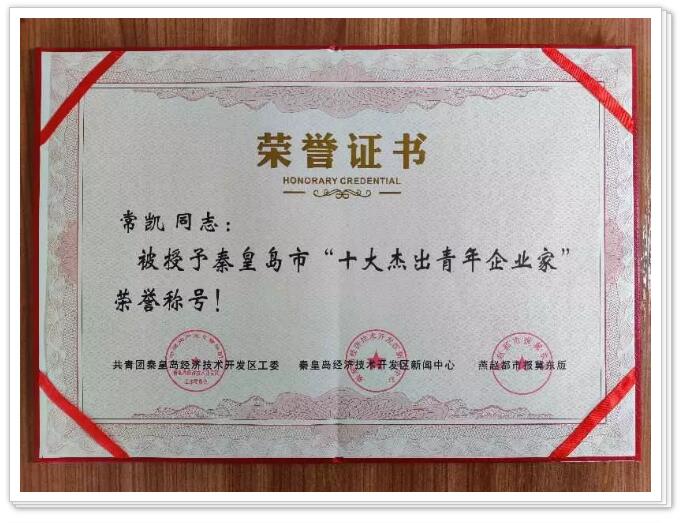 荣誉证书
HONORARY CREDENTIAL
常凯同志：
被授予秦皇岛市“十大杰出青年企业家”
荣誉称号！
共青团秦皇岛经济技术开发区工委 秦皇岛经济技术开发区新闻中心 燕赵都市报冀东版